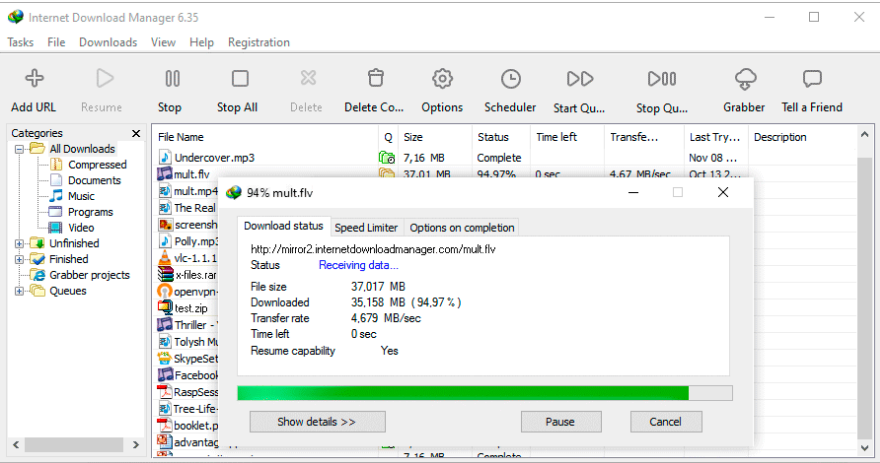 Internet Download Manager 6.35
Tasks File Downloads View Help Registration
Add URL Resume Stop Stop All Delete Delete Co... Options Scheduler Start Qu... Stop Qu... Grabber Tell a Friend
Categories
All Downloads
Compressed
Documents
Music
Programs
Video
Unfinished
Finished
Grabber projects
Queues
File Name Q Size Status Time left Transfe... Last Try... Description
Undercover.mp3 7,16 MB Complete Nov 08 ...
mult.flv 37,01 MB 94,97% 0 sec 4,67 MB/sec Oct 13 2...
mult.mp4
The Real
screensh
Polly.mp3
vlc-1.1.1
x-files.rar
openvpn-
test.zip
Thriller -
Tolysh Mu
SkypeSet
Facebook
RaspSess
Tree-Life-
booklet.p
advantag
7,16 MB Complete
94% mult.flv
Download status Speed Limiter Options on completion
http://mirror2.internetdownloadmanager.com/mult.flv
Status Receiving data...
File size 37,017 MB
Downloaded 35,158 MB ( 94,97 % )
Transfer rate 4,679 MB/sec
Time left 0 sec
Resume capability Yes
Show details >> Pause Cancel